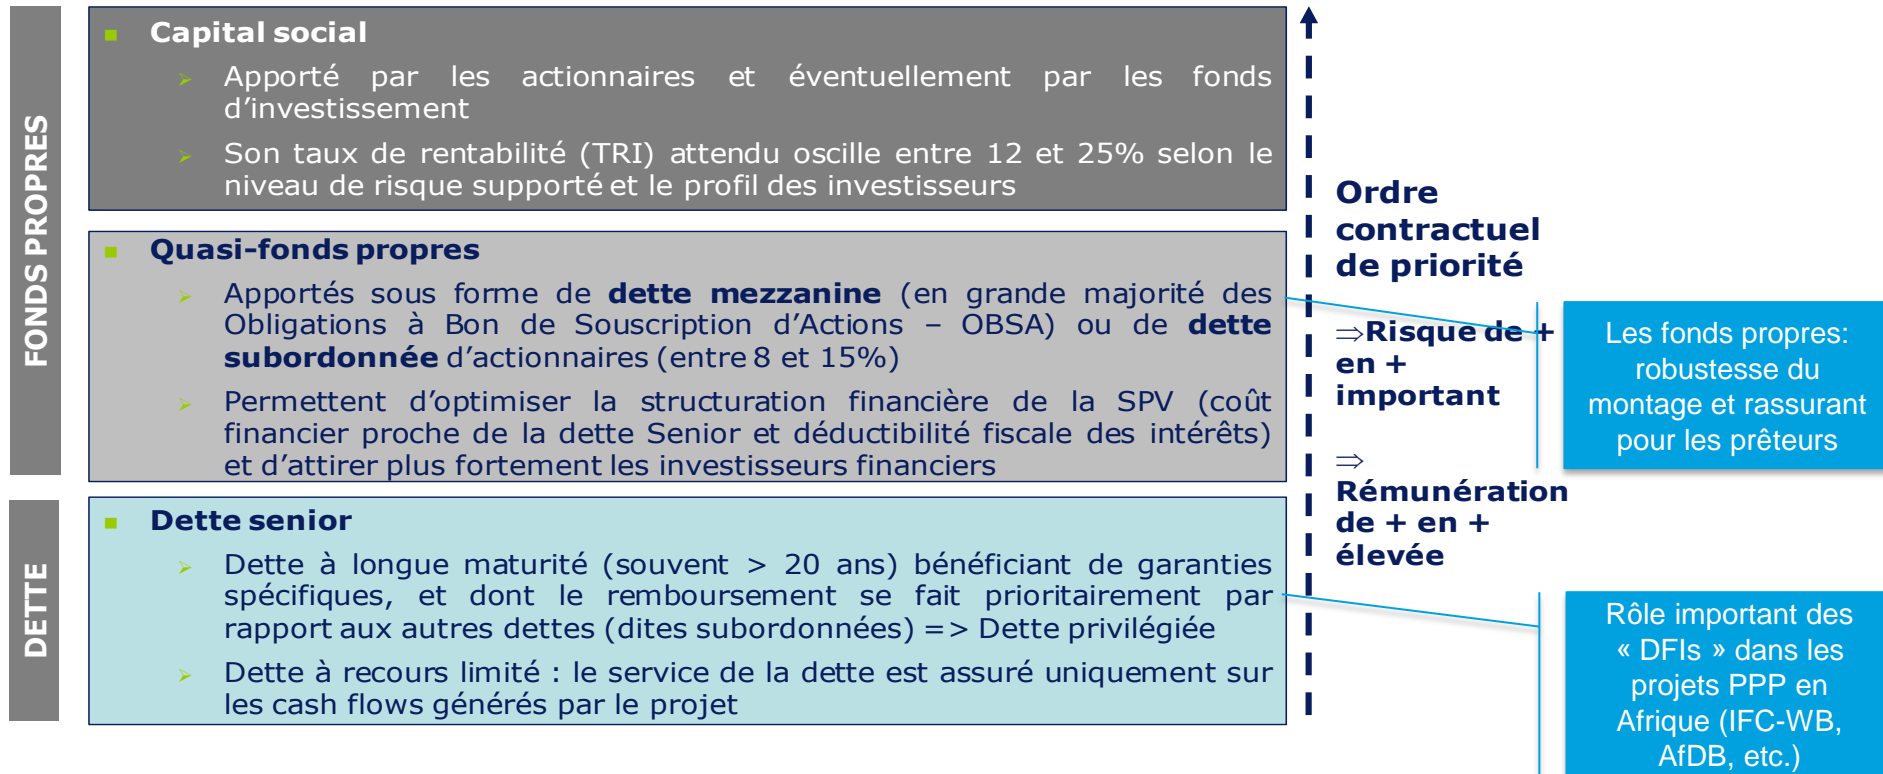 FONDS PROPRES
Capital social
Apporté par les actionnaires et éventuellement par les fonds
d’investissement
Son taux de rentabilité (TRI) attendu oscille entre 12 et 25% selon le
niveau de risque supporté et le profil des investisseurs
Quasi-fonds propres
Apportés sous forme de dette mezzanine (en grande majorité des
Obligations à Bon de Souscription d’Actions – OBSA) ou de dette
subordonnée d’actionnaires (entre 8 et 15%)
Permettent d’optimiser la structuration financière de la SPV (coût
financier proche de la dette Senior et déductibilité fiscale des intérêts)
et d’attirer plus fortement les investisseurs financiers
DETTE
Dette senior
Dette à longue maturité (souvent > 20 ans) bénéficiant de garanties
spécifiques, et dont le remboursement se fait prioritairement par
rapport aux autres dettes (dites subordonnées) => Dette privilégiée
Dette à recours limité : le service de la dette est assuré uniquement sur
les cash flows générés par le projet
Ordre
contractuel
de priorité
⇒Risque de +
en +
important
⇒
Rémunération
de + en +
élevée
Les fonds propres:
robustesse du
montage et rassurant
pour les prêteurs
Rôle important des
« DFIs » dans les
projets PPP en
Afrique (IFC-WB,
AfDB, etc.)